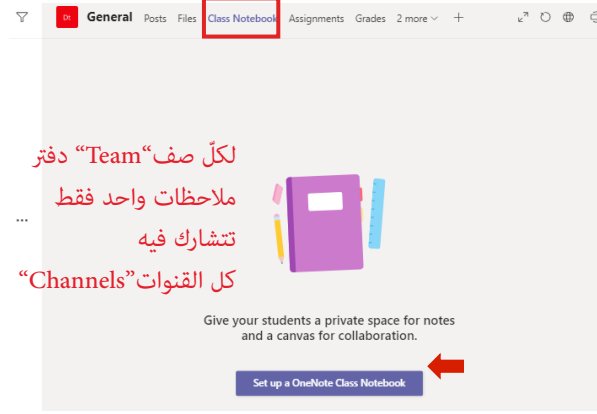 Dt General Posts Files Class Notebook Assignments Grades 2 more
لكلّ صف “Team” دفتر
ملاحظات واحد فقط
تتشارك فيه
كل القنوات “Channels”
Give your students a private space for notes
and a canvas for collaboration.
Set up a OneNote Class Notebook